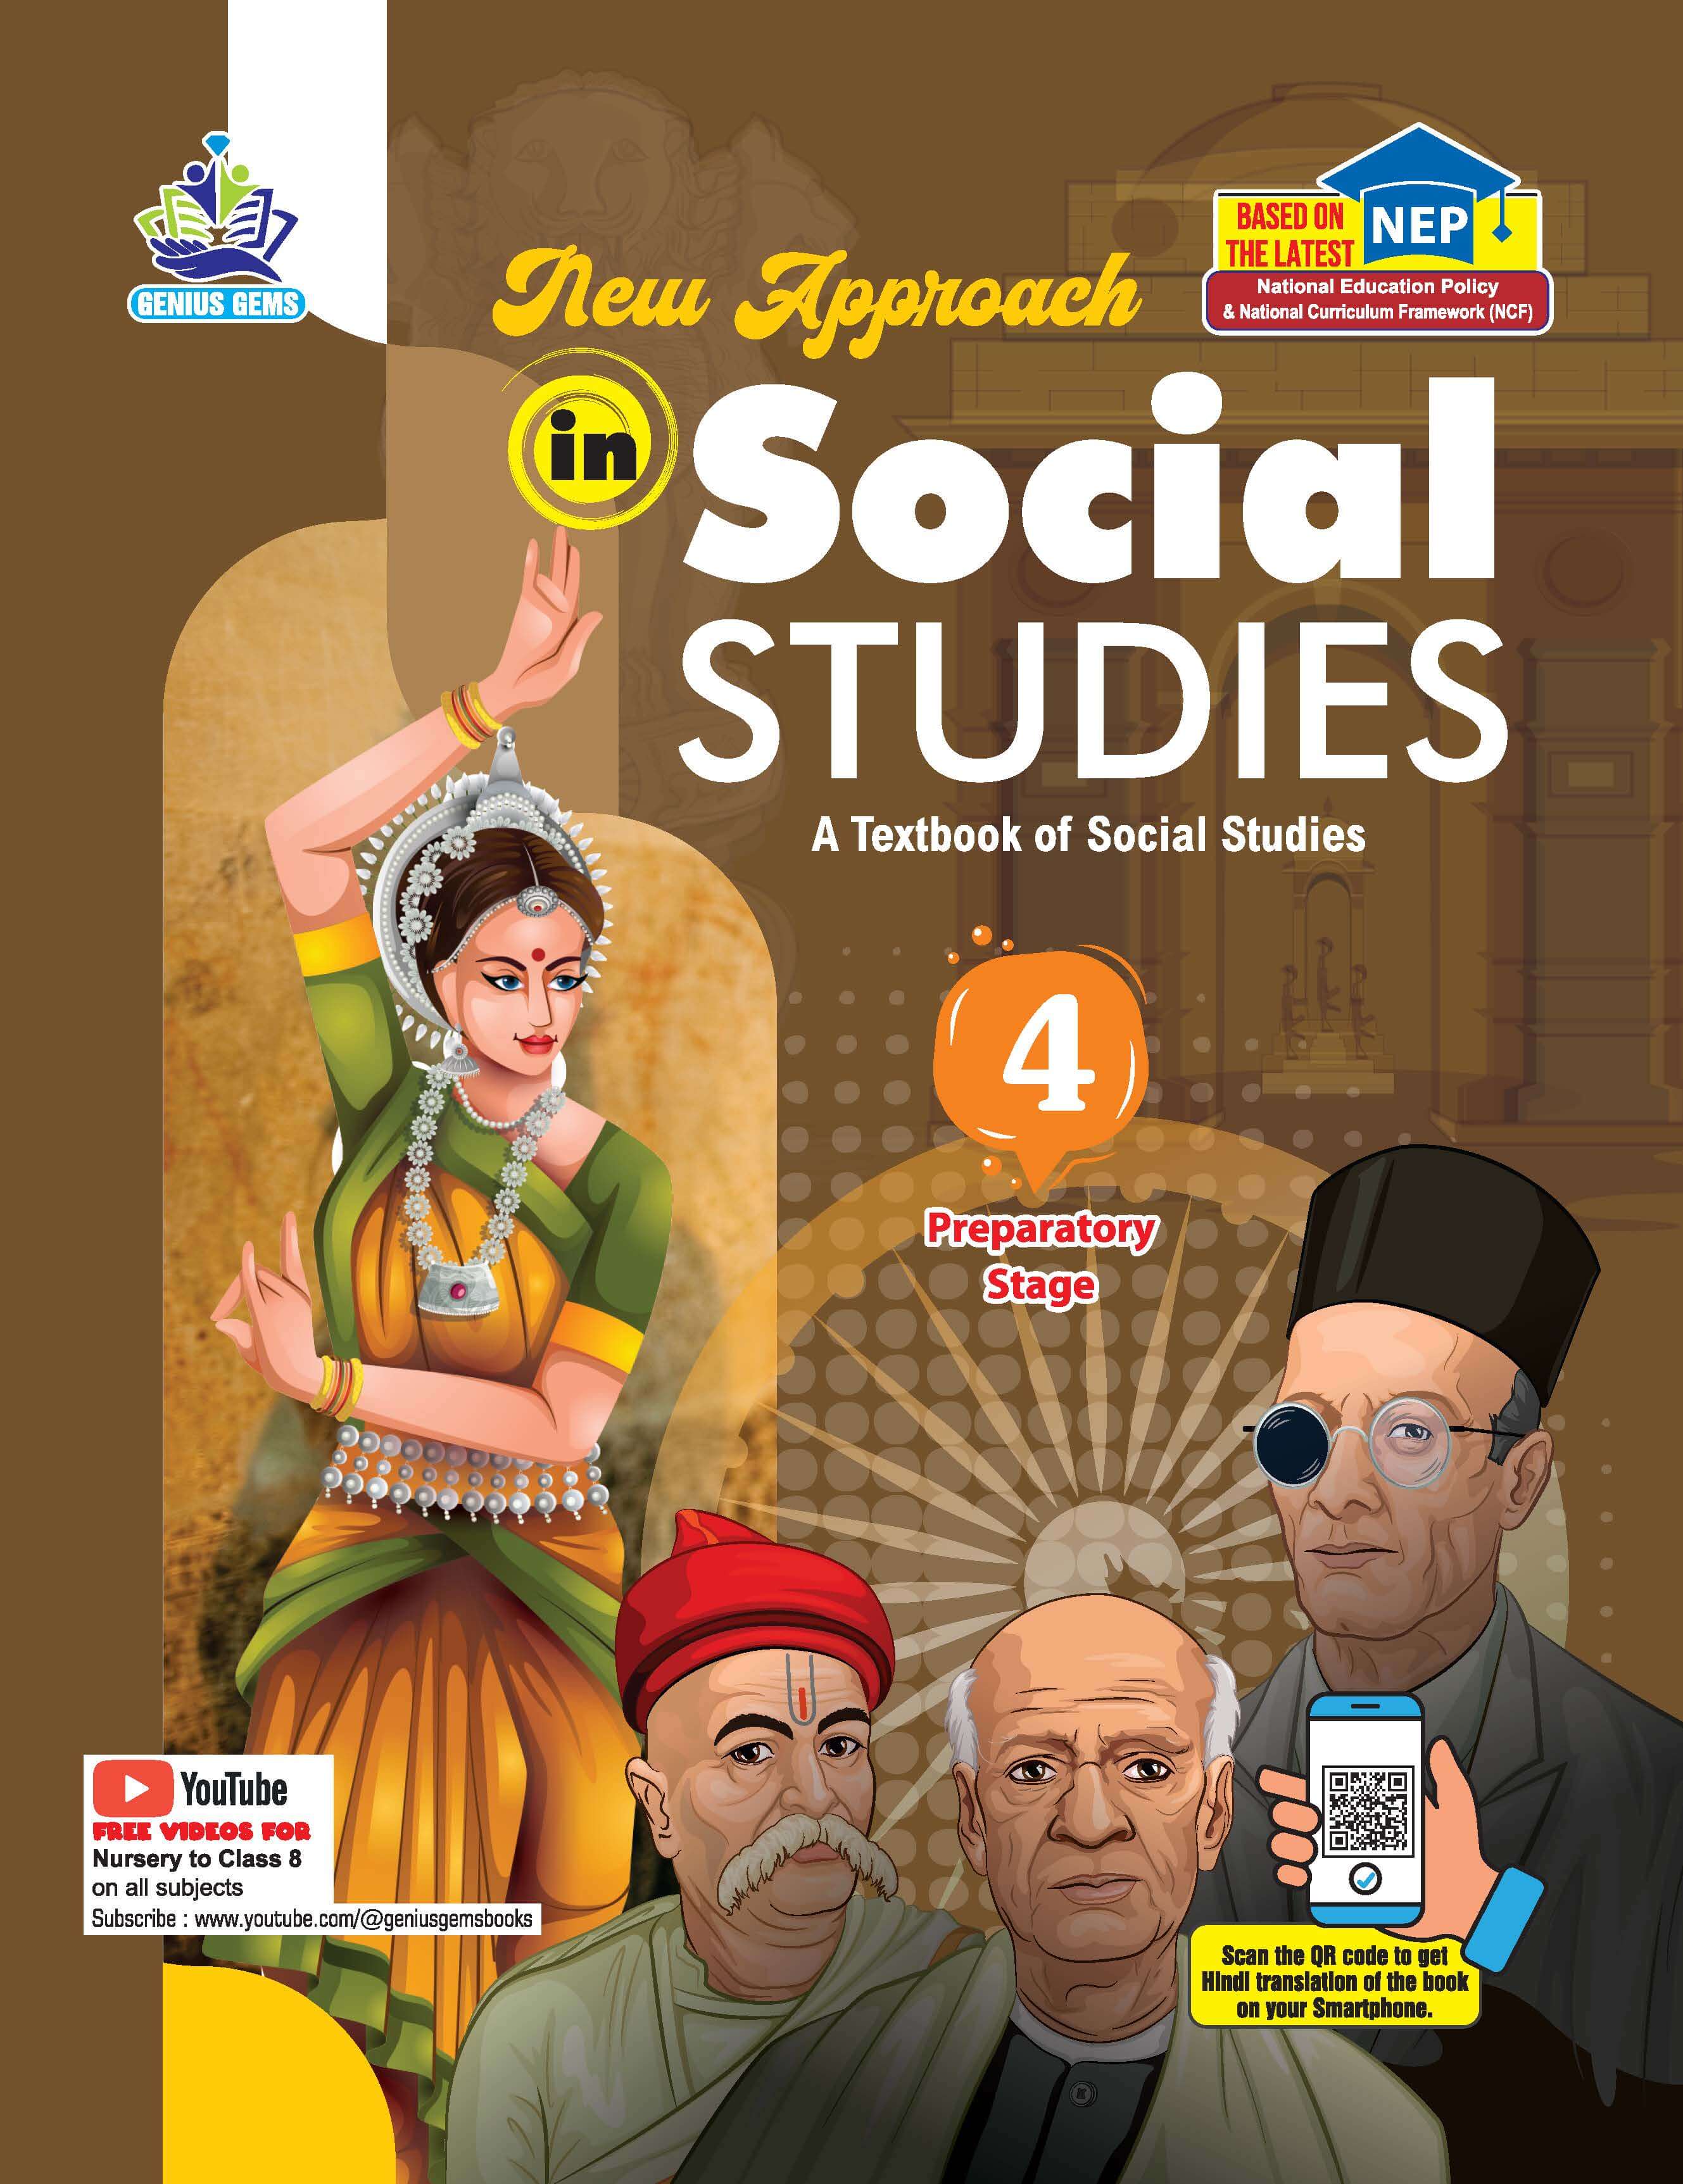 GENIUS GEMS
BASED ON
THE LATEST
NEP
National Education Policy
& National Curriculum Framework (NCF)
New Approach
in
Social
STUDIES
A Textbook of Social Studies
4
Preparatory
Stage
YouTube
FREE VIDEOS FOR
Nursery to Class 8
on all subjects
Subscribe : www.youtube.com/@geniusgemsbooks
Scan the QR code to get
Hindi translation of the book
on your Smartphone.